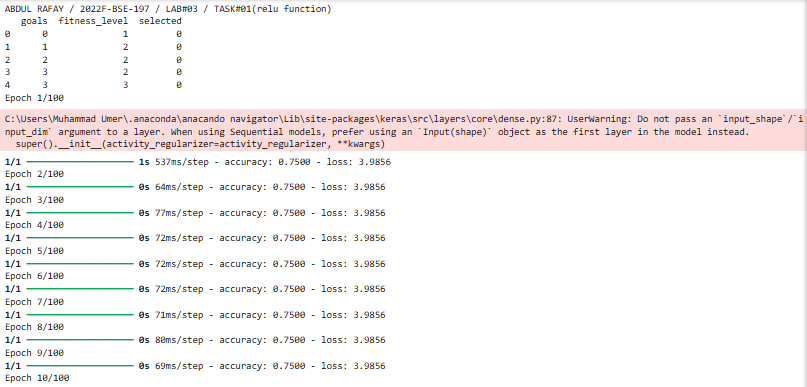 ABDUL RAFAY / 2022F-BSE-197 / LAB#03 / TASK#01(relu function)
goals fitness_level selected
0 0 1 0
1 1 2 0
2 2 2 0
3 3 2 0
4 3 3 0
Epoch 1/100
C:\Users\Muhammad Umer\.anaconda\anacando navigator\Lib\site-packages\keras\src\layers\core\dense.py:87: UserWarning: Do not pass an `input_shape`/`i
nput_dim` argument to a layer. When using Sequential models, prefer using an `Input(shape)` object as the first layer in the model instead.
super().__init__(activity_regularizer=activity_regularizer, **kwargs)
1/1 ━━━━━━━━━━━━━━━━━━━━ 1s 537ms/step - accuracy: 0.7500 - loss: 3.9856
Epoch 2/100
1/1 ━━━━━━━━━━━━━━━━━━━━ 0s 64ms/step - accuracy: 0.7500 - loss: 3.9856
Epoch 3/100
1/1 ━━━━━━━━━━━━━━━━━━━━ 0s 77ms/step - accuracy: 0.7500 - loss: 3.9856
Epoch 4/100
1/1 ━━━━━━━━━━━━━━━━━━━━ 0s 72ms/step - accuracy: 0.7500 - loss: 3.9856
Epoch 5/100
1/1 ━━━━━━━━━━━━━━━━━━━━ 0s 72ms/step - accuracy: 0.7500 - loss: 3.9856
Epoch 6/100
1/1 ━━━━━━━━━━━━━━━━━━━━ 0s 72ms/step - accuracy: 0.7500 - loss: 3.9856
Epoch 7/100
1/1 ━━━━━━━━━━━━━━━━━━━━ 0s 71ms/step - accuracy: 0.7500 - loss: 3.9856
Epoch 8/100
1/1 ━━━━━━━━━━━━━━━━━━━━ 0s 80ms/step - accuracy: 0.7500 - loss: 3.9856
Epoch 9/100
1/1 ━━━━━━━━━━━━━━━━━━━━ 0s 69ms/step - accuracy: 0.7500 - loss: 3.9856
Epoch 10/100